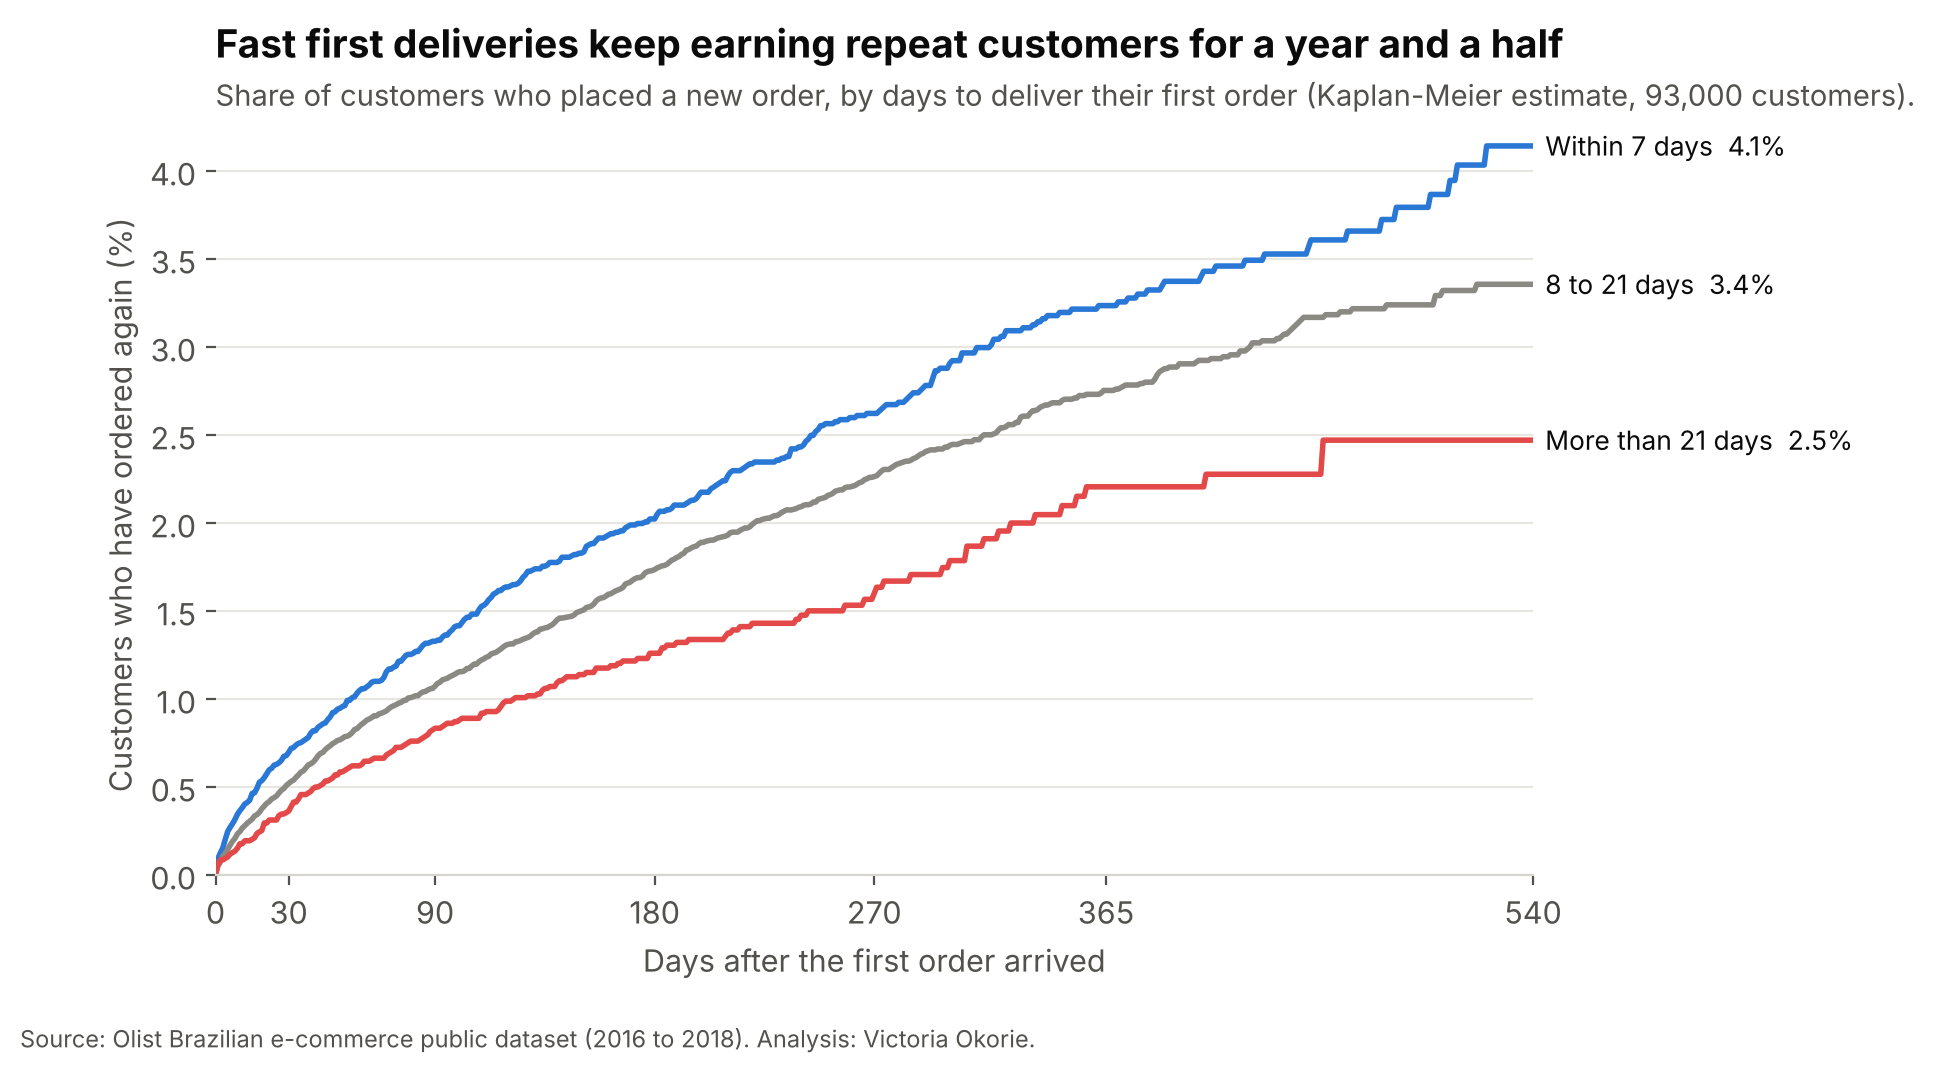 Fast first deliveries keep earning repeat customers for a year and a half
Share of customers who placed a new order, by days to deliver their first order (Kaplan-Meier estimate, 93,000 customers).
Customers who have ordered again (%)
4.0
3.5
3.0
2.5
2.0
1.5
1.0
0.5
0.0
Within 7 days 4.1%
8 to 21 days 3.4%
More than 21 days 2.5%
0 30 90 180 270 365 540
Days after the first order arrived
Source: Olist Brazilian e-commerce public dataset (2016 to 2018). Analysis: Victoria Okorie.